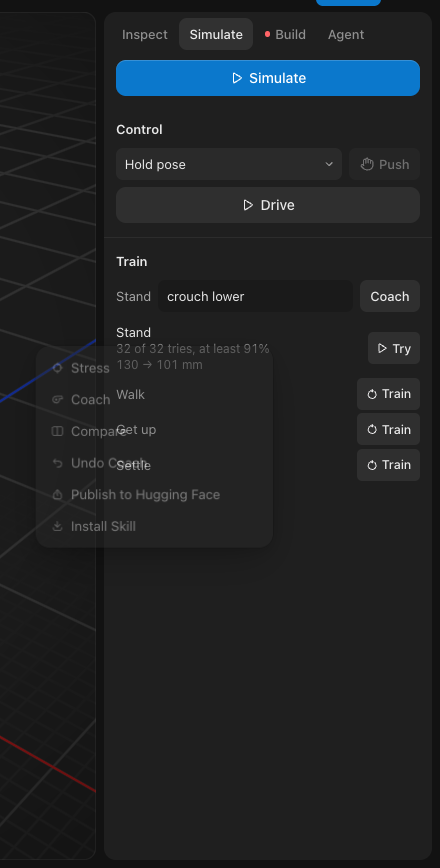 Inspect
Simulate
Build
Agent
Simulate
Control
Hold pose
Push
Drive
Train
Stand
crouch lower
Coach
Stand
32 of 32 tries, at least 91%
130 → 101 mm
Try
Stress
Walk
Train
Coach
Get up
Train
Compare
Settle
Train
Undo Coach
Publish to Hugging Face
Install Skill